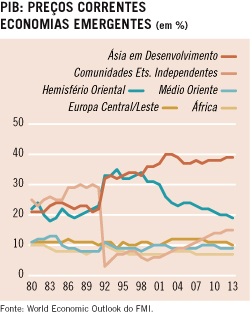 PIB: PREÇOS CORRENTES
ECONOMIAS EMERGENTES (em %)
Ásia em Desenvolvimento
Comunidades Ets. Independentes
Hemisfério Oriental Médio Oriente
Europa Central/Leste África
50
40
30
20
10
0
80 83 86 89 92 95 98 01 04 07 10 13
Fonte: World Economic Outlook do FMI.